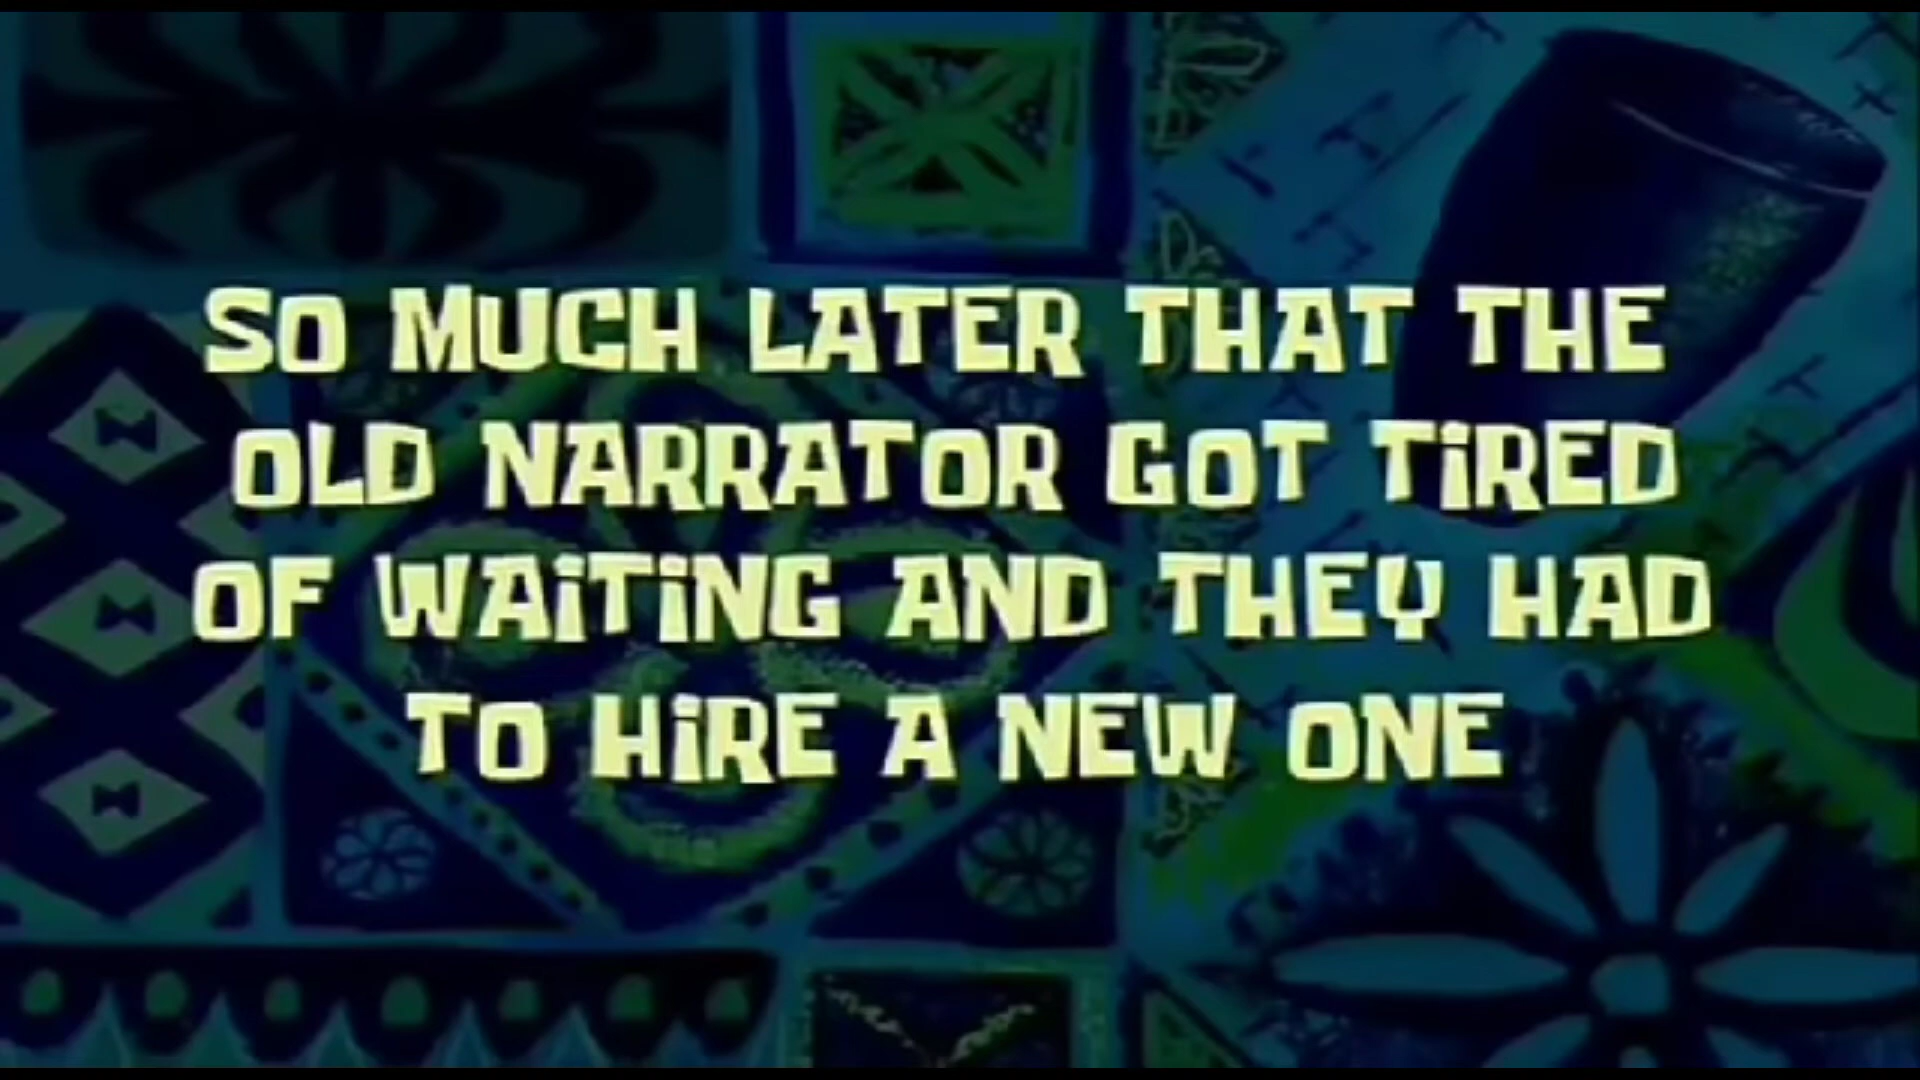 SO MUCH LATER THAT THE
OLD NARRATOR GOT TiRED
OF WAiTiNG AND THEY HAD
TO HiRE A NEW ONE